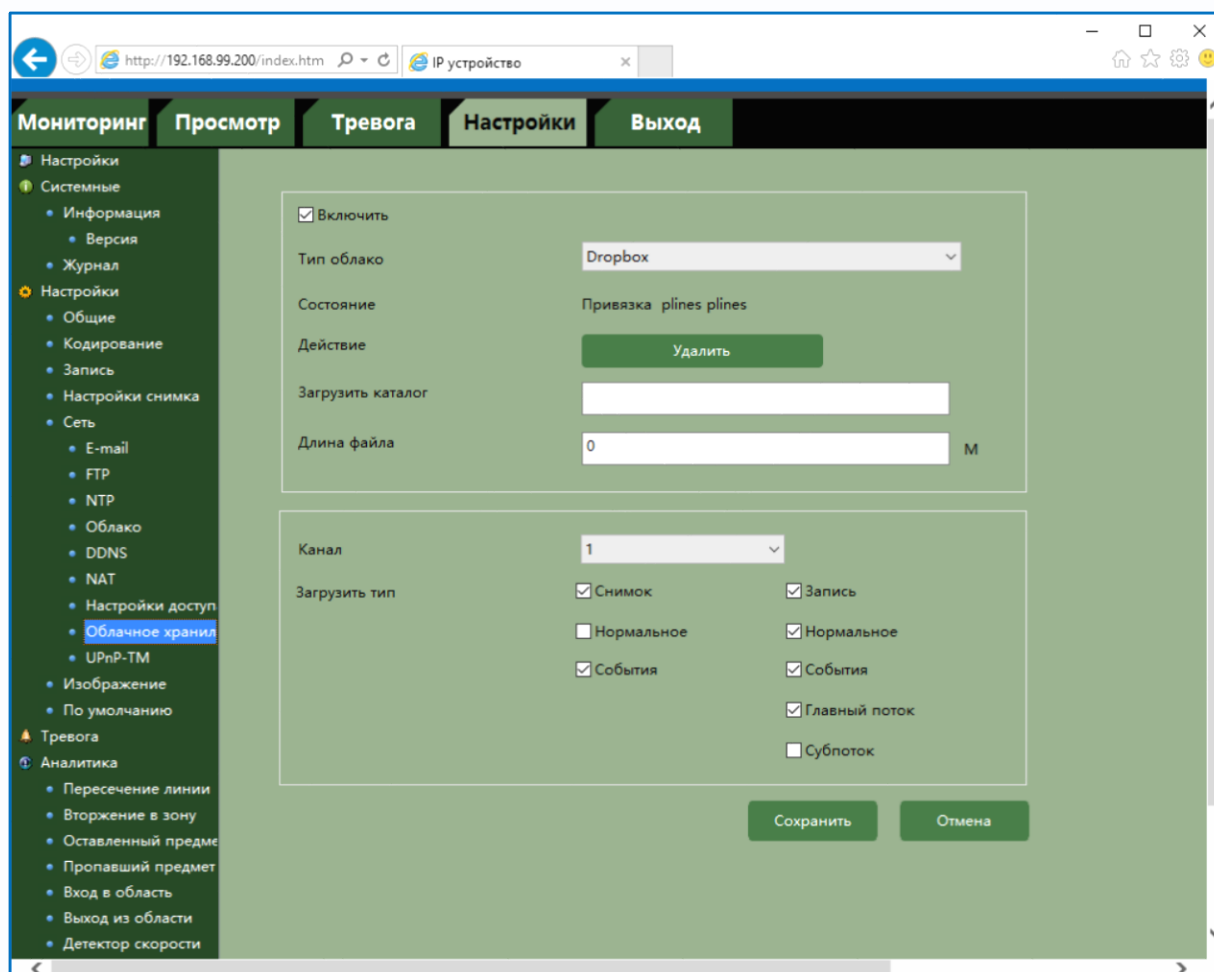 http://192.168.99.200/index.htm IP устройство
Мониторинг Просмотр Тревога Настройки Выход
Настройки
Системные
Информация
Версия
Журнал
Настройки
Общие
Кодирование
Запись
Настройки снимка
Сеть
E-mail
FTP
NTP
Облако
DDNS
NAT
Настройки доступ
Облачное хранил
UPnP-TM
Изображение
По умолчанию
Тревога
Аналитика
Пересечение линии
Вторжение в зону
Оставленный предме
Пропавший предмет
Вход в область
Выход из области
Детектор скорости
Включить
Тип облако Dropbox
Состояние Привязка plines plines
Действие Удалить
Загрузить каталог
Длина файла 0 М
Канал 1
Загрузить тип Снимок Запись
Нормальное Нормальное
События События
Главный поток
Субпоток
Сохранить Отмена